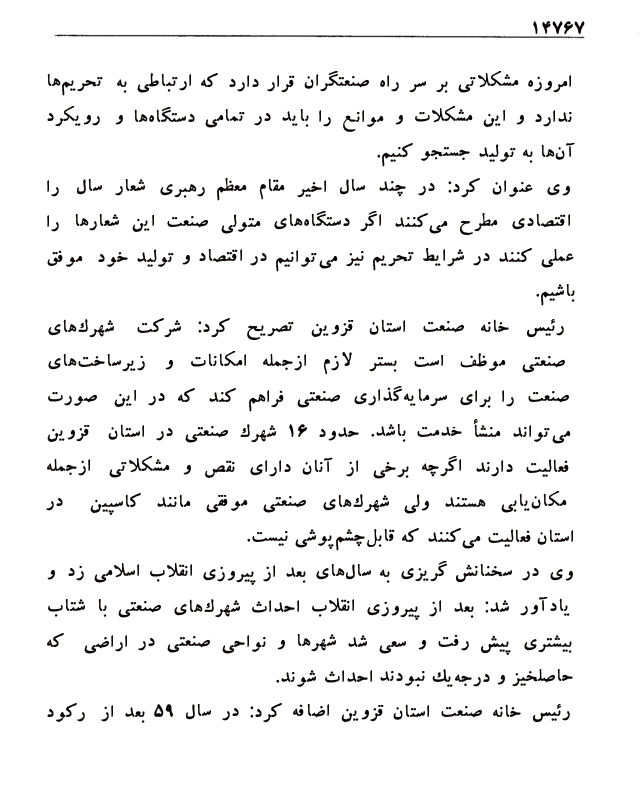 ۱۴۷۶۷
امروزه مشکلاتی بر سر راه صنعتگران قرار دارد که ارتباطی به تحریم‌ها
ندارد و این مشکلات و موانع را باید در تمامی دستگاه‌ها و رویکرد
آن‌ها به تولید جستجو کنیم.
وی عنوان کرد: در چند سال اخیر مقام معظم رهبری شعار سال را
اقتصادی مطرح می‌کنند اگر دستگاه‌های متولی صنعت این شعارها را
عملی کنند در شرایط تحریم نیز می‌توانیم در اقتصاد و تولید خود موفق
باشیم.
رئیس خانه صنعت استان قزوین تصریح کرد: شرکت شهرك‌های
صنعتی موظف است بستر لازم ازجمله امکانات و زیرساخت‌های
صنعت را برای سرمایه‌گذاری صنعتی فراهم کند که در این صورت
می‌تواند منشأ خدمت باشد. حدود ۱۶ شهرك صنعتی در استان قزوین
فعالیت دارند اگرچه برخی از آنان دارای نقص و مشکلاتی ازجمله
مکان‌یابی هستند ولی شهرك‌های صنعتی موفقی مانند کاسپین در
استان فعالیت می‌کنند که قابل‌چشم‌پوشی نیست.
وی در سخنانش گریزی به سال‌های بعد از پیروزی انقلاب اسلامی زد و
یادآور شد: بعد از پیروزی انقلاب احداث شهرك‌های صنعتی با شتاب
بیشتری پیش رفت و سعی شد شهرها و نواحی صنعتی در اراضی که
حاصلخیز و درجه‌یك نبودند احداث شوند.
رئیس خانه صنعت استان قزوین اضافه کرد: در سال ۵۹ بعد از رکود